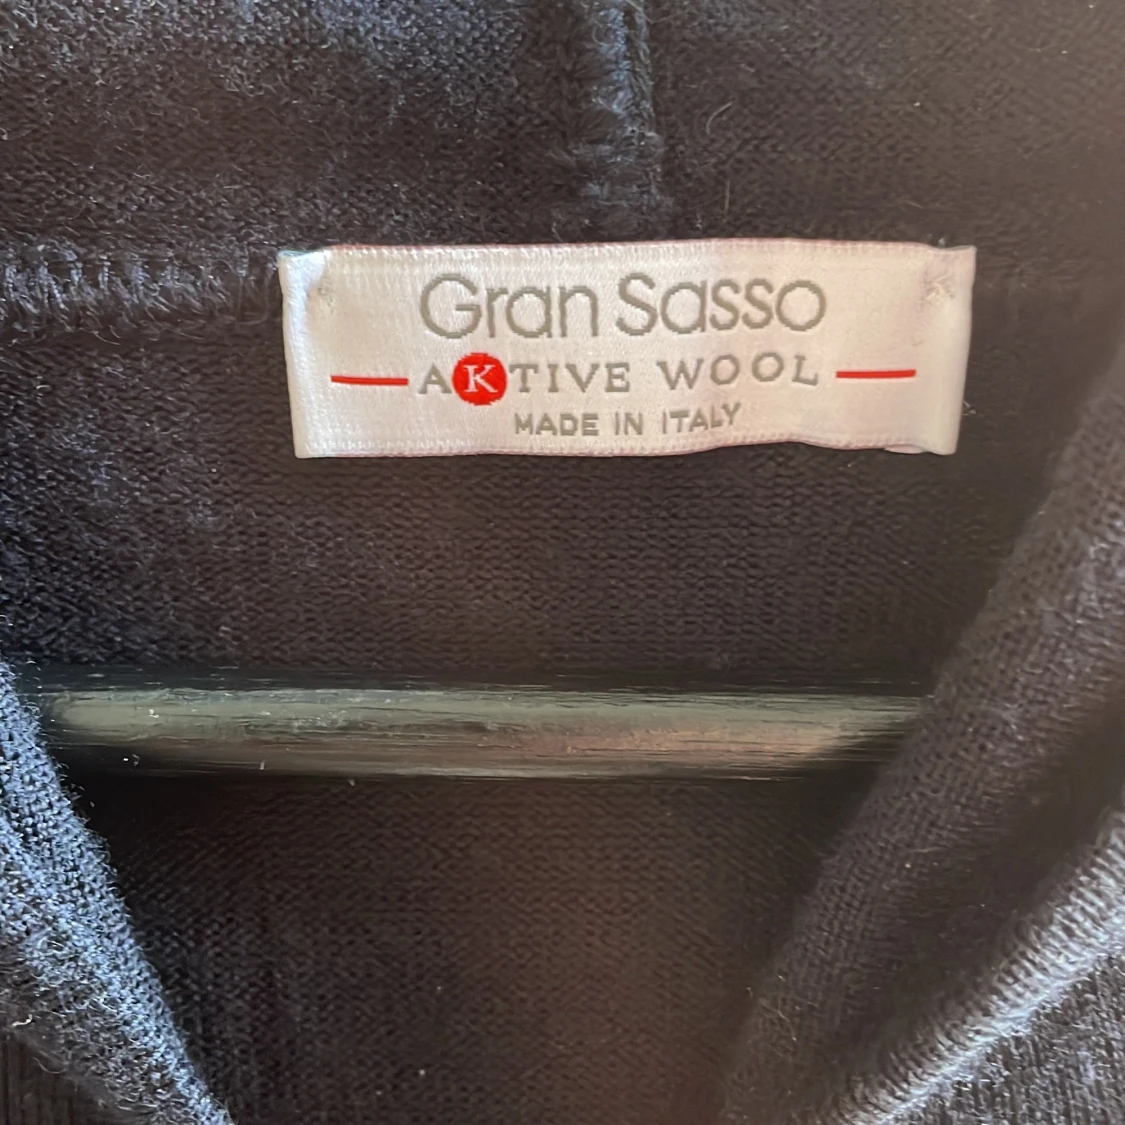 Gran Sasso
AKTIVE WOOL
MADE IN ITALY